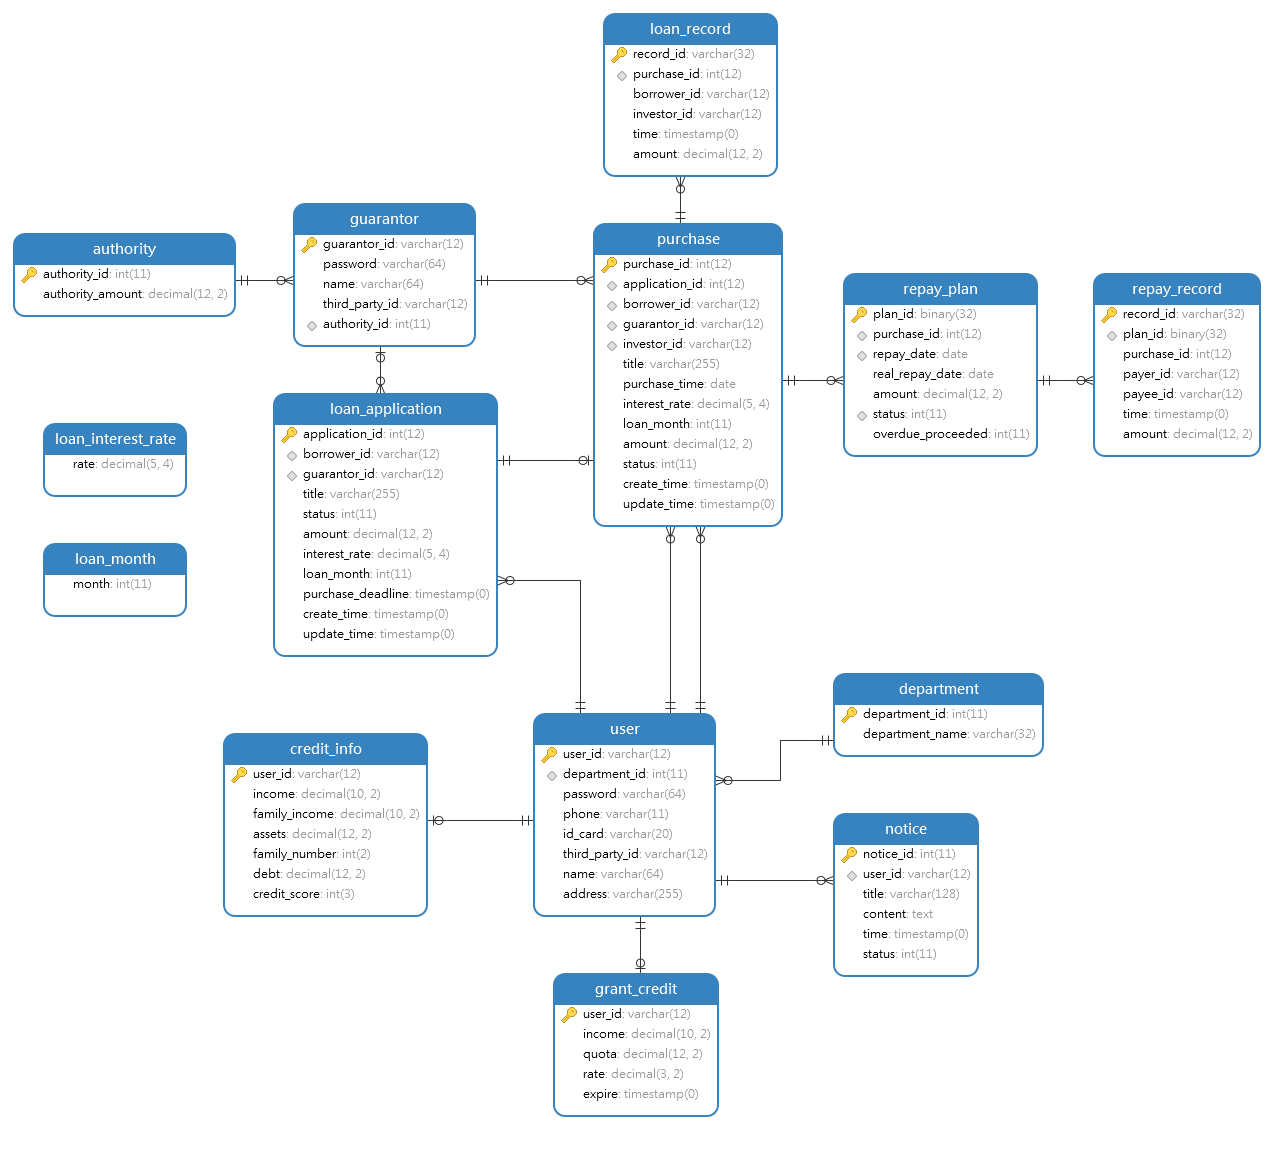 loan_record
record_id: varchar(32)
purchase_id: int(12)
borrower_id: varchar(12)
investor_id: varchar(12)
time: timestamp(0)
amount: decimal(12, 2)
guarantor
guarantor_id: varchar(12)
password: varchar(64)
name: varchar(64)
third_party_id: varchar(12)
authority_id: int(11)
authority
authority_id: int(11)
authority_amount: decimal(12, 2)
purchase
purchase_id: int(12)
application_id: int(12)
borrower_id: varchar(12)
guarantor_id: varchar(12)
investor_id: varchar(12)
title: varchar(255)
purchase_time: date
interest_rate: decimal(5, 4)
loan_month: int(11)
amount: decimal(12, 2)
status: int(11)
create_time: timestamp(0)
update_time: timestamp(0)
repay_plan
plan_id: binary(32)
purchase_id: int(12)
repay_date: date
real_repay_date: date
amount: decimal(12, 2)
status: int(11)
overdue_proceeded: int(11)
repay_record
record_id: varchar(32)
plan_id: binary(32)
purchase_id: int(12)
payer_id: varchar(12)
payee_id: varchar(12)
time: timestamp(0)
amount: decimal(12, 2)
loan_application
application_id: int(12)
borrower_id: varchar(12)
guarantor_id: varchar(12)
title: varchar(255)
status: int(11)
amount: decimal(12, 2)
interest_rate: decimal(5, 4)
loan_month: int(11)
purchase_deadline: timestamp(0)
create_time: timestamp(0)
update_time: timestamp(0)
loan_interest_rate
rate: decimal(5, 4)
loan_month
month: int(11)
department
department_id: int(11)
department_name: varchar(32)
user
user_id: varchar(12)
department_id: int(11)
password: varchar(64)
phone: varchar(11)
id_card: varchar(20)
third_party_id: varchar(12)
name: varchar(64)
address: varchar(255)
credit_info
user_id: varchar(12)
income: decimal(10, 2)
family_income: decimal(10, 2)
assets: decimal(12, 2)
family_number: int(2)
debt: decimal(12, 2)
credit_score: int(3)
notice
notice_id: int(11)
user_id: varchar(12)
title: varchar(128)
content: text
time: timestamp(0)
status: int(11)
grant_credit
user_id: varchar(12)
income: decimal(10, 2)
quota: decimal(12, 2)
rate: decimal(3, 2)
expire: timestamp(0)